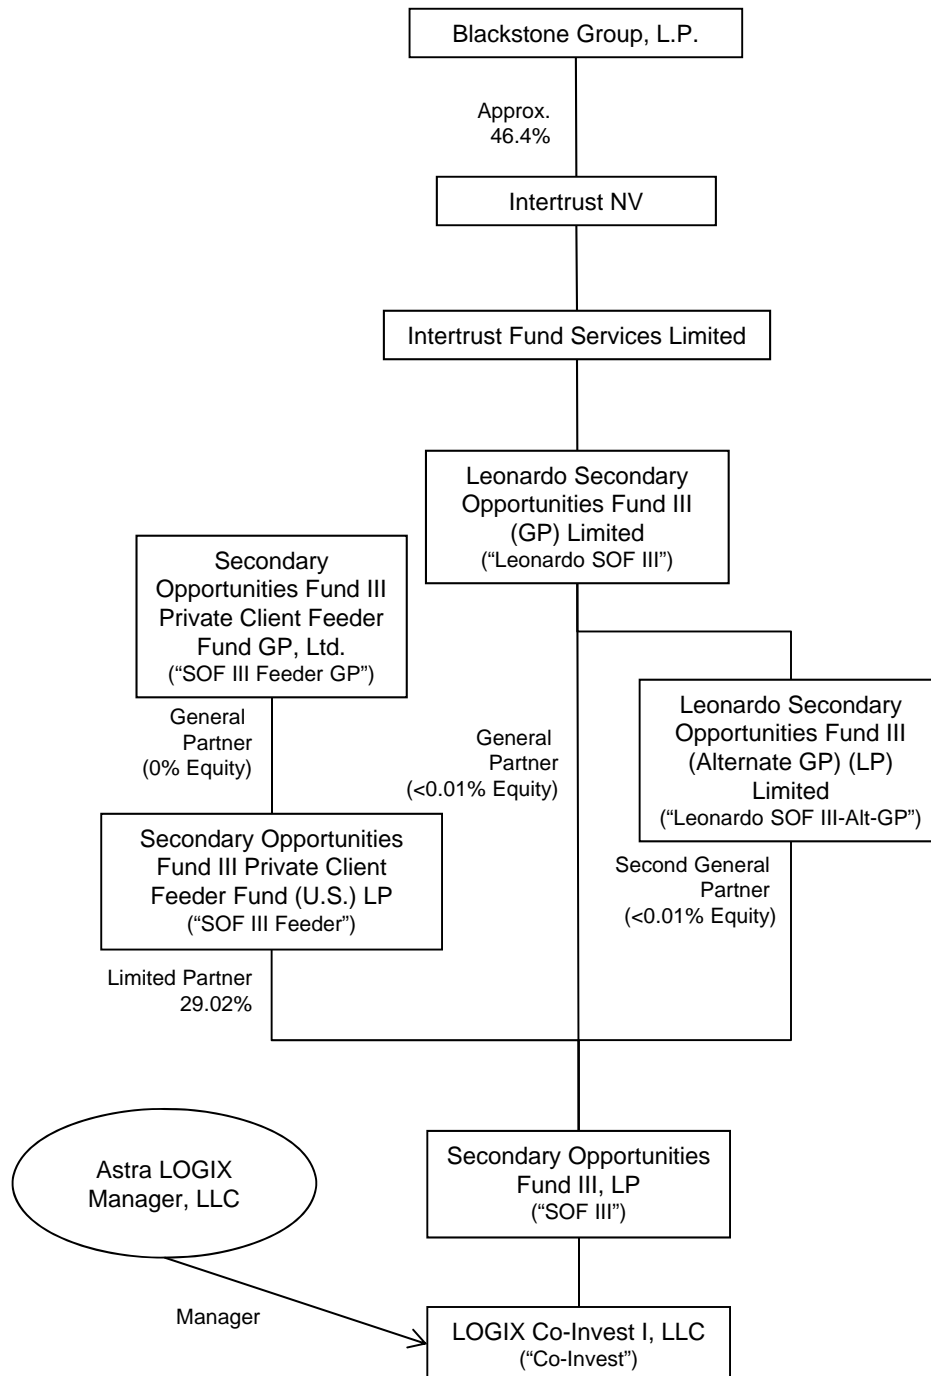 Blackstone Group, L.P.
Approx.
46.4%
Intertrust NV
Intertrust Fund Services Limited
Leonardo Secondary
Opportunities Fund III
(GP) Limited
(“Leonardo SOF III”)
Secondary
Opportunities Fund III
Private Client Feeder
Fund GP, Ltd.
(“SOF III Feeder GP”)
Leonardo Secondary
Opportunities Fund III
(Alternate GP) (LP)
Limited
(“Leonardo SOF III-Alt-GP”)
General
Partner
(0% Equity)
General
Partner
(<0.01% Equity)
Secondary Opportunities
Fund III Private Client
Feeder Fund (U.S.) LP
(“SOF III Feeder”)
Second General
Partner
(<0.01% Equity)
Limited Partner
29.02%
Astra LOGIX
Manager, LLC
Secondary Opportunities
Fund III, LP
(“SOF III”)
Manager
LOGIX Co-Invest I, LLC
(“Co-Invest”)